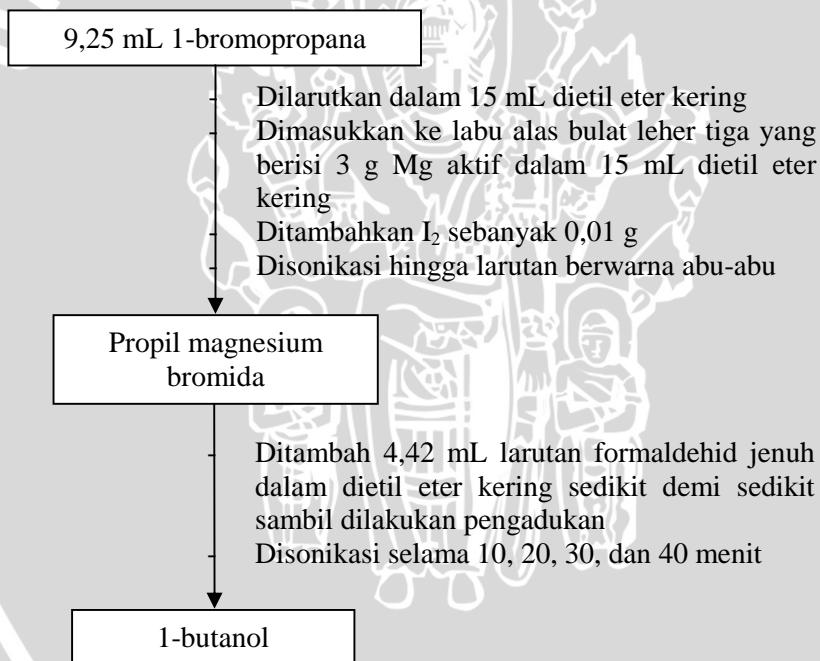 9,25 mL 1-bromopropana
- Dilarutkan dalam 15 mL dietil eter kering
- Dimasukkan ke labu alas bulat leher tiga yang
berisi 3 g Mg aktif dalam 15 mL dietil eter
kering
- Ditambahkan I₂ sebanyak 0,01 g
- Disonikasi hingga larutan berwarna abu-abu
Propil magnesium
bromida
- Ditambah 4,42 mL larutan formaldehid jenuh
dalam dietil eter kering sedikit demi sedikit
sambil dilakukan pengadukan
- Disonikasi selama 10, 20, 30, dan 40 menit
1-butanol